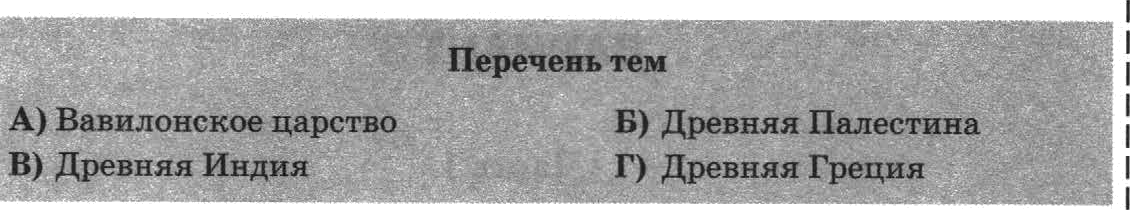 Перечень тем
А) Вавилонское царство Б) Древняя Палестина
В) Древняя Индия Г) Древняя Греция